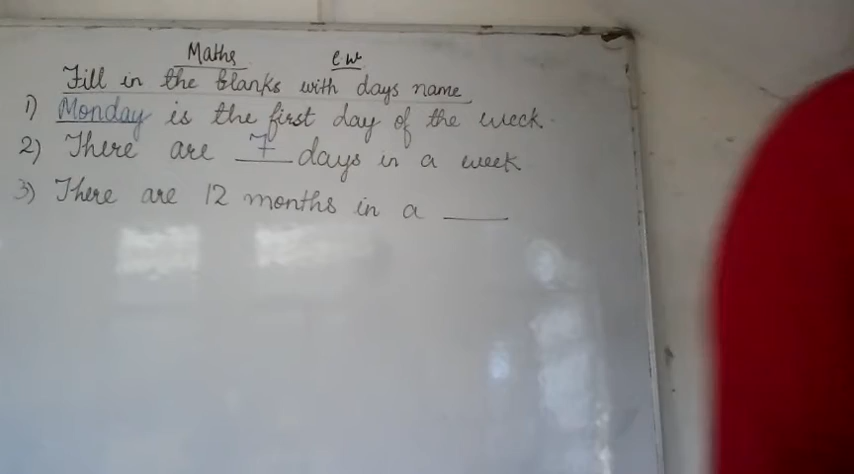 Maths c w
Fill in the blanks with days name
1) Monday is the first day of the week.
2) There are 7 days in a week
3) There are 12 months in a ____